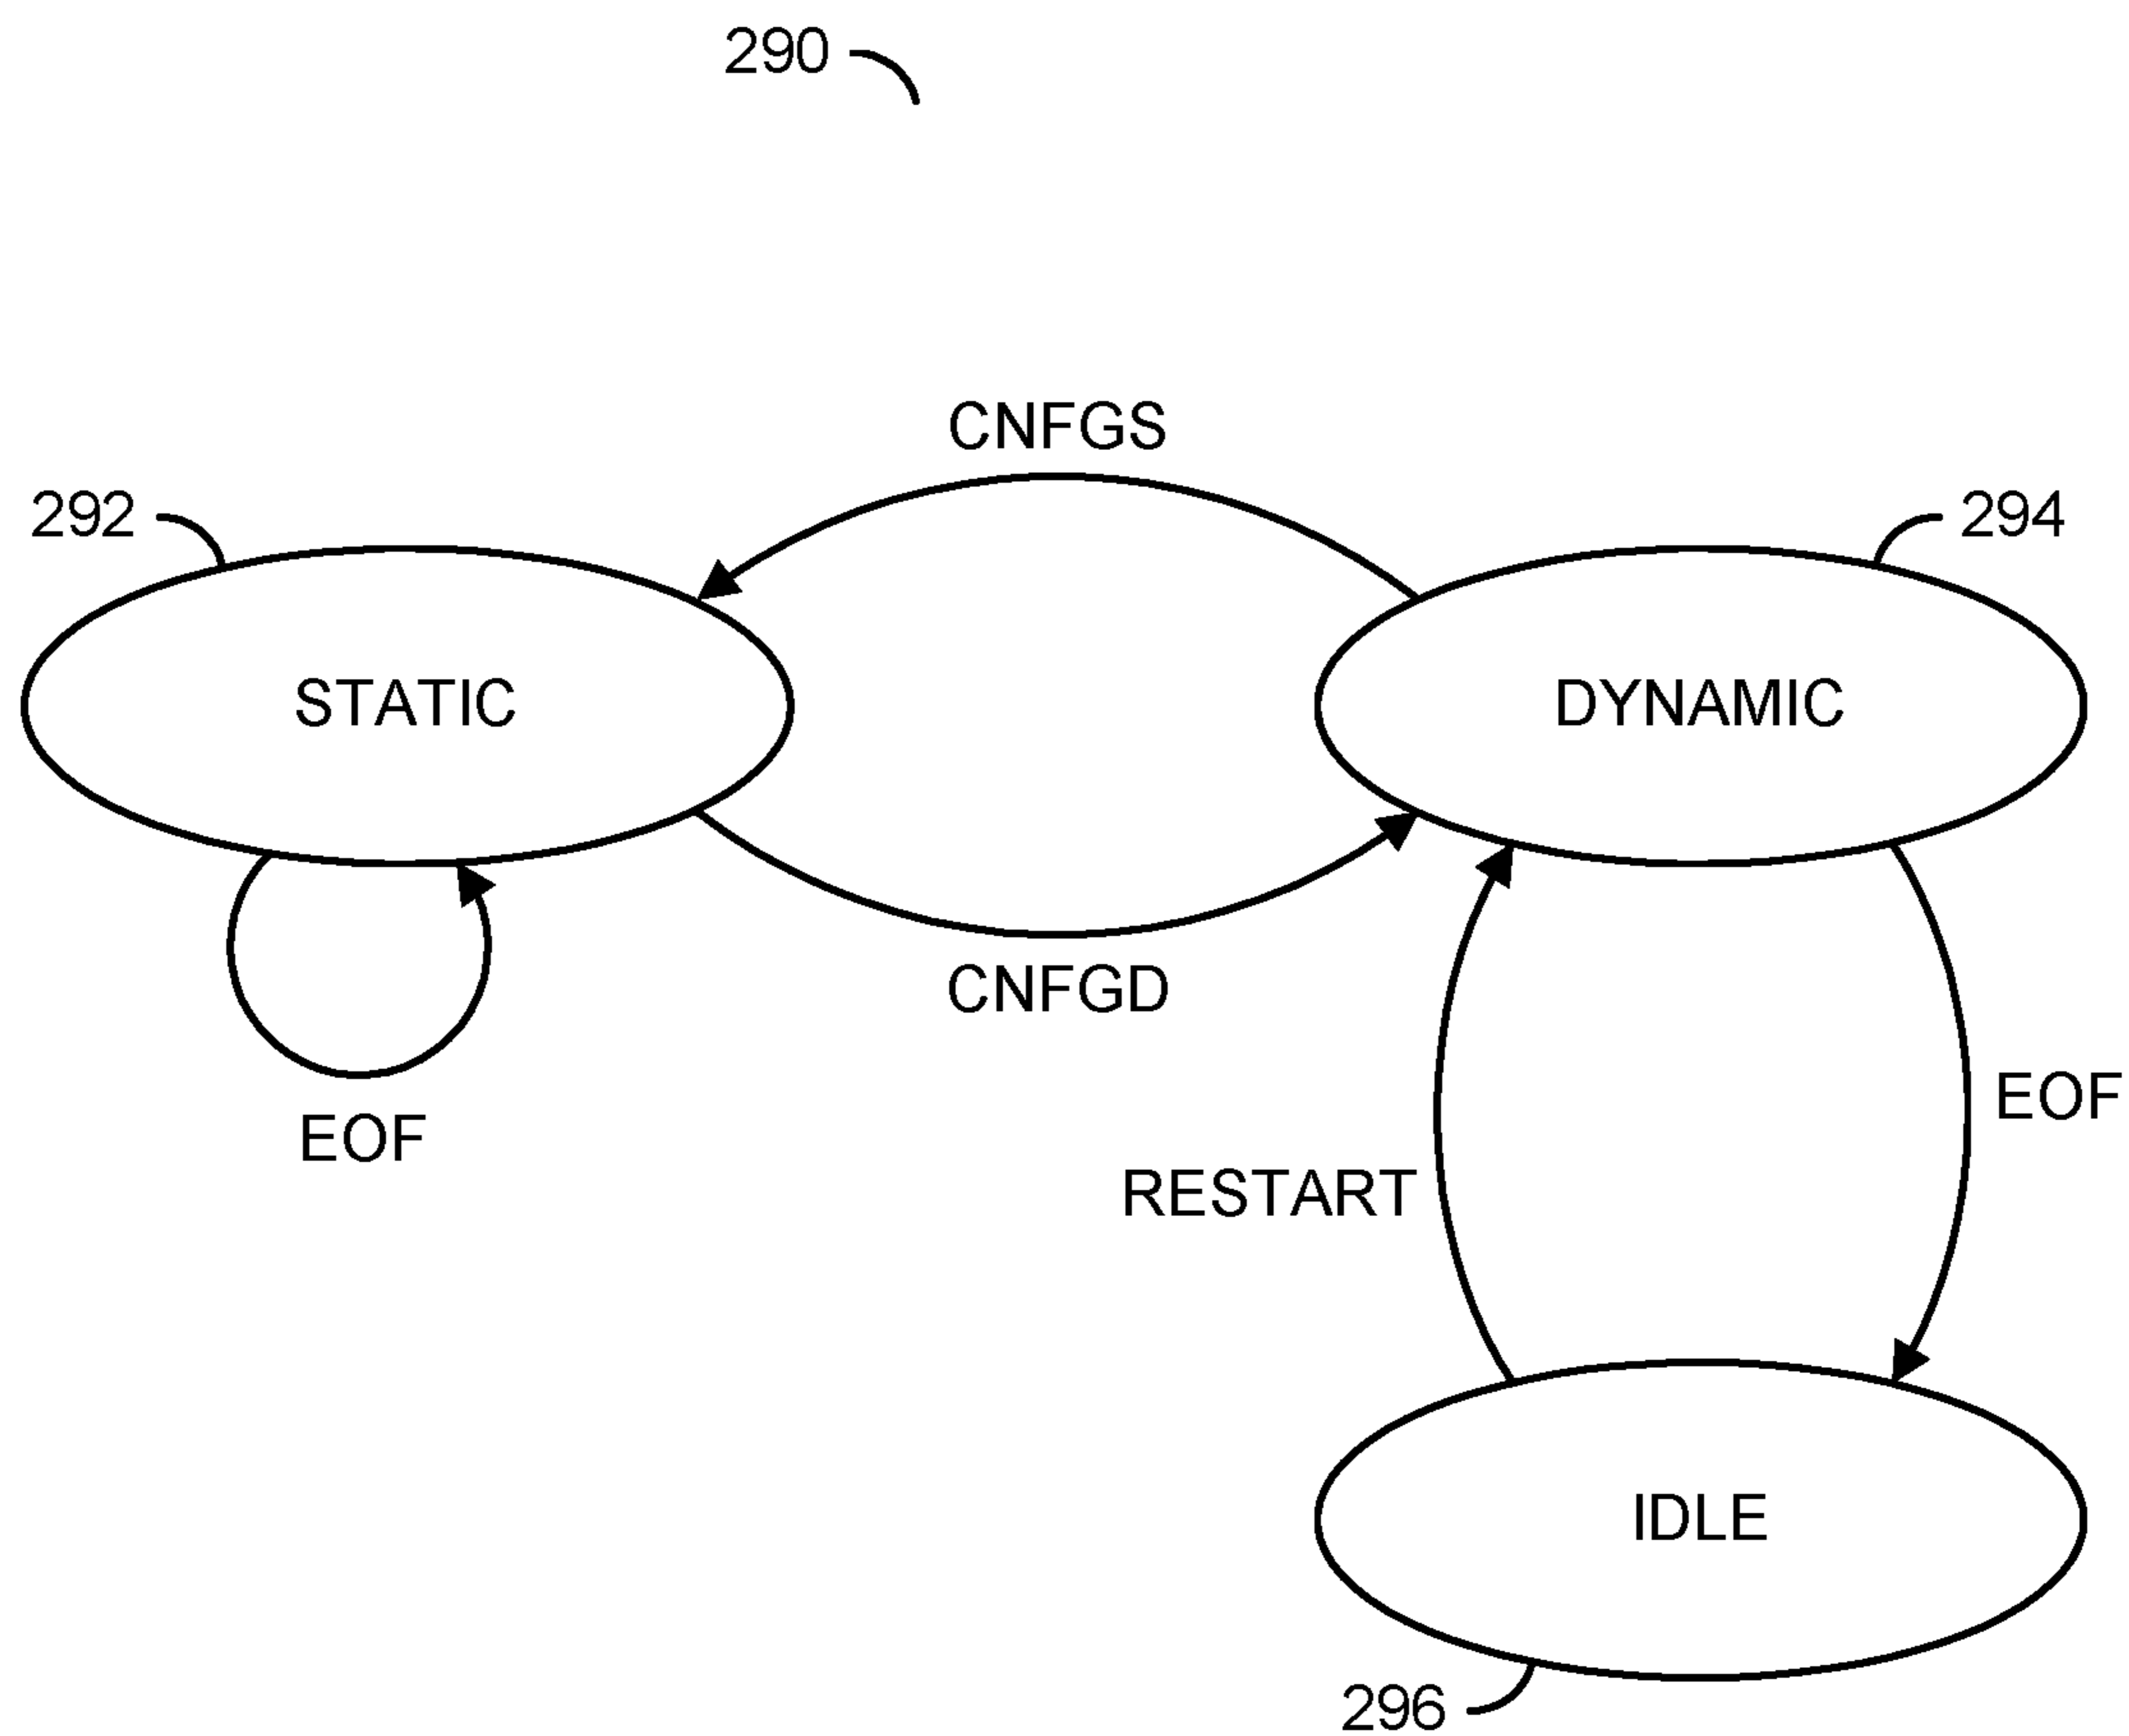 290
CNFGS
292
294
STATIC
DYNAMIC
CNFGD
EOF
EOF
RESTART
IDLE
296